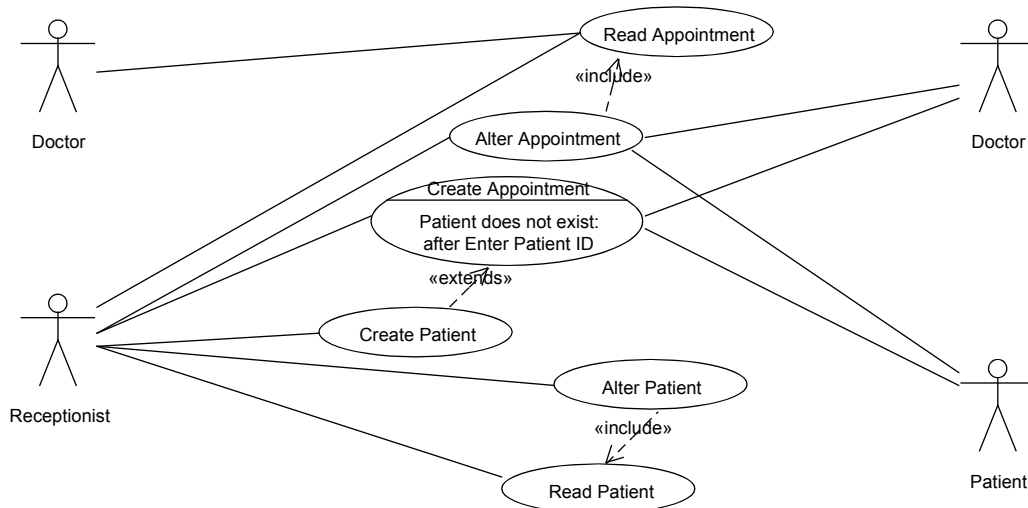 Read Appointment
«include»
Doctor
Alter Appointment
Doctor
Create Appointment
Patient does not exist:
after Enter Patient ID
«extends»
Create Patient
Alter Patient
Receptionist
«include»
Read Patient
Patient